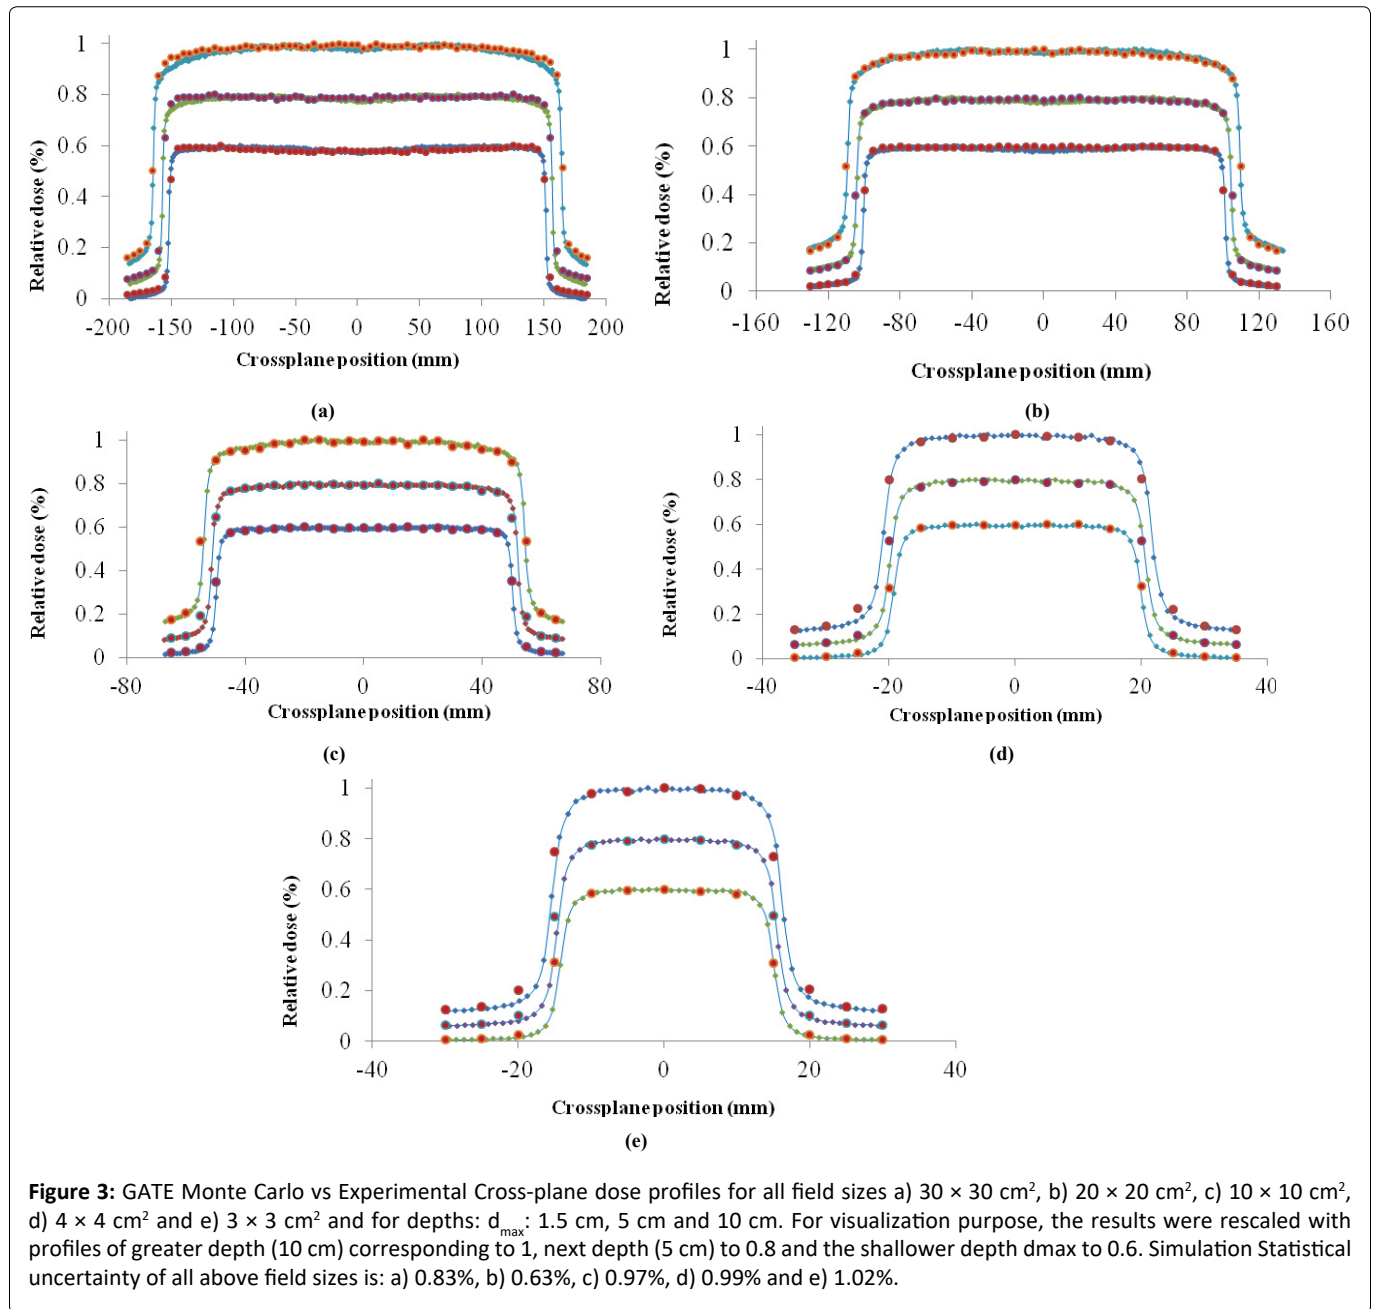 1
0.8
0.6
0.4
0.2
0
Relative dose (%)
-200 -150 -100 -50 0 50 100 150 200
Crossplane position (mm)
(a)
1
0.8
0.6
0.4
0.2
0
Relative dose (%)
-160 -120 -80 -40 0 40 80 120 160
Crossplane position (mm)
(b)
1
0.8
0.6
0.4
0.2
0
Relative dose (%)
-80 -40 0 40 80
Crossplane position (mm)
(c)
1
0.8
0.6
0.4
0.2
0
Relative dose (%)
-40 -20 0 20 40
Crossplane position (mm)
(d)
1
0.8
0.6
0.4
0.2
0
Relative dose (%)
-40 -20 0 20 40
Crossplane position (mm)
(e)
Figure 3: GATE Monte Carlo vs Experimental Cross-plane dose profiles for all field sizes a) 30 × 30 cm², b) 20 × 20 cm², c) 10 × 10 cm²,
d) 4 × 4 cm² and e) 3 × 3 cm² and for depths: dmax: 1.5 cm, 5 cm and 10 cm. For visualization purpose, the results were rescaled with
profiles of greater depth (10 cm) corresponding to 1, next depth (5 cm) to 0.8 and the shallower depth dmax to 0.6. Simulation Statistical
uncertainty of all above field sizes is: a) 0.83%, b) 0.63%, c) 0.97%, d) 0.99% and e) 1.02%.